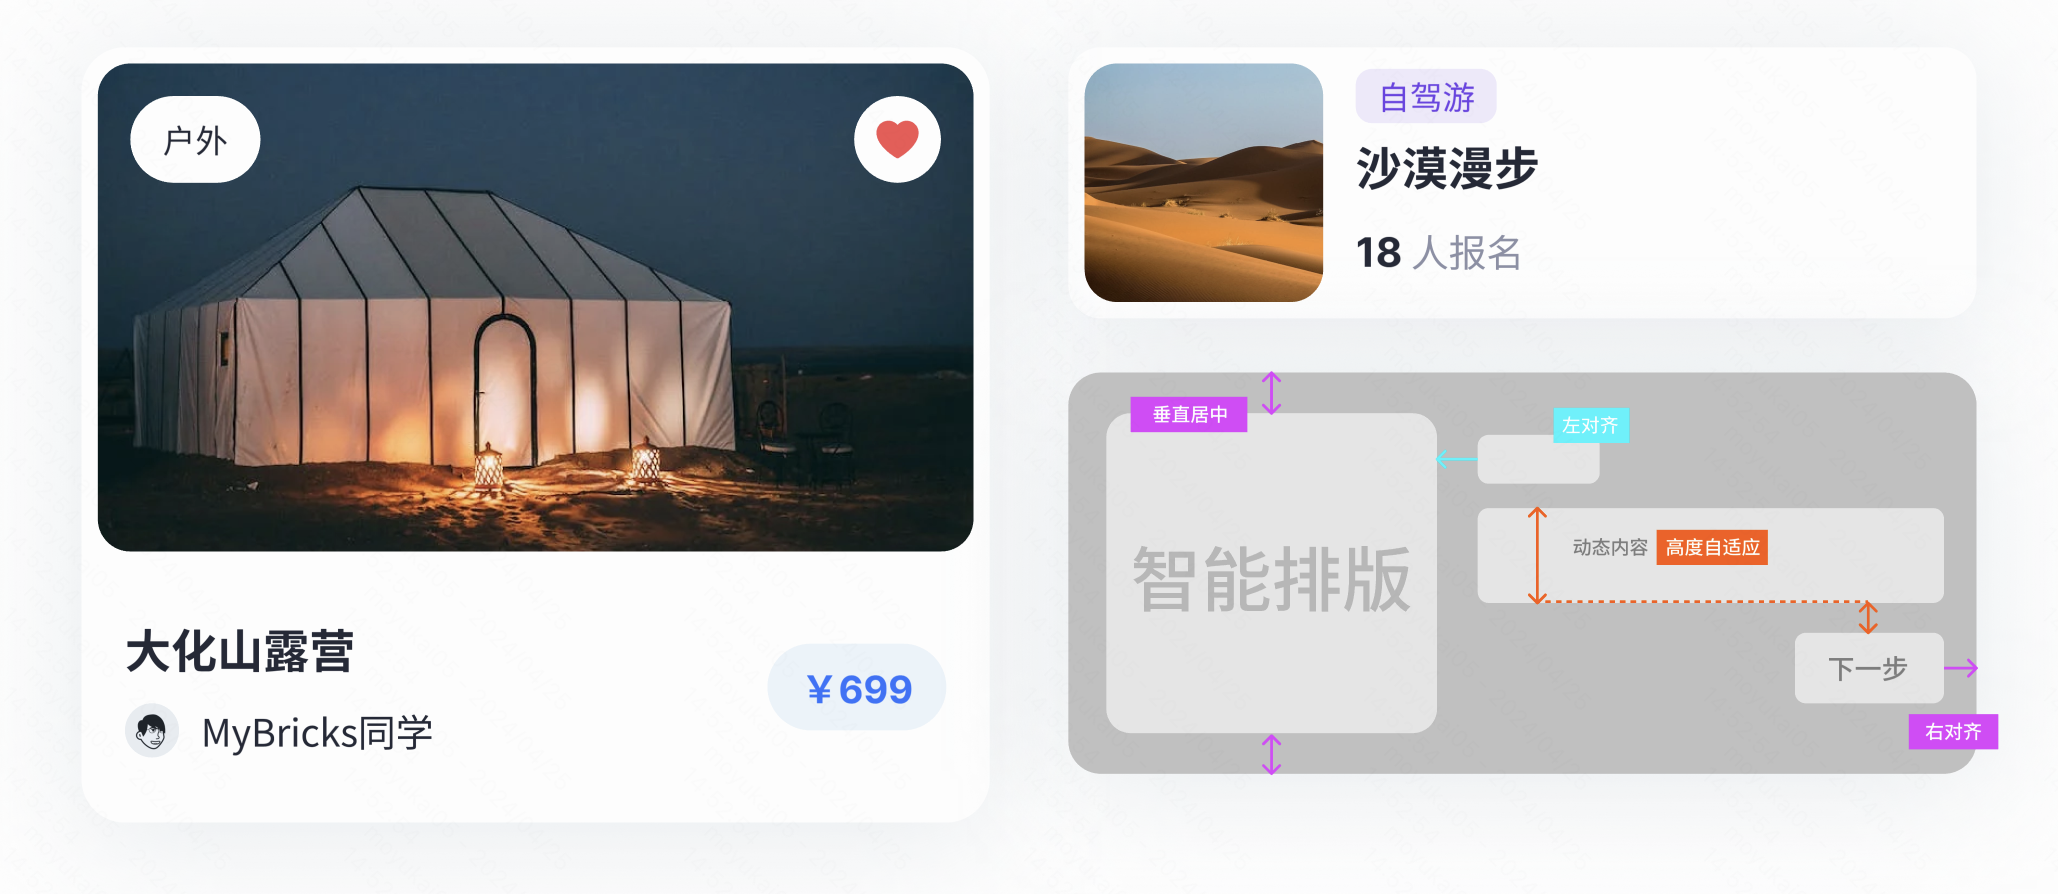 户外
大化山露营
MyBricks同学
￥699
自驾游
沙漠漫步
18 人报名
垂直居中
左对齐
智能排版
动态内容 高度自适应
下一步
右对齐